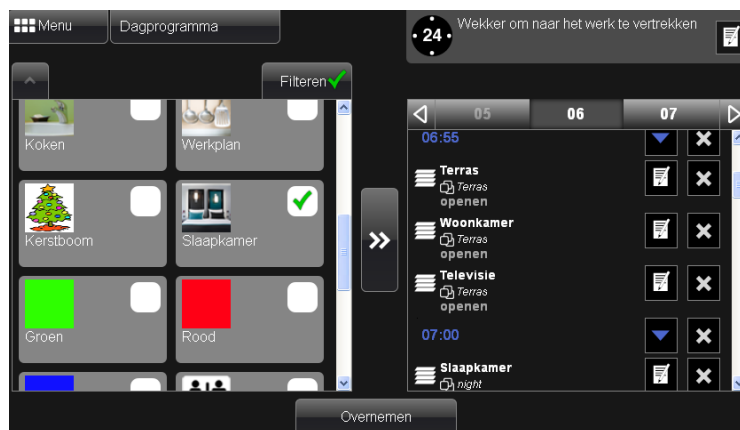 Menu
Dagprogramma
24
Wekker om naar het werk te vertrekken
Filteren
Koken
Werkplan
Kerstboom
Slaapkamer
Groen
Rood
05
06
07
06:55
Terras
Terras
openen
Woonkamer
Terras
openen
Televisie
Terras
openen
07:00
Slaapkamer
night
Overnemen